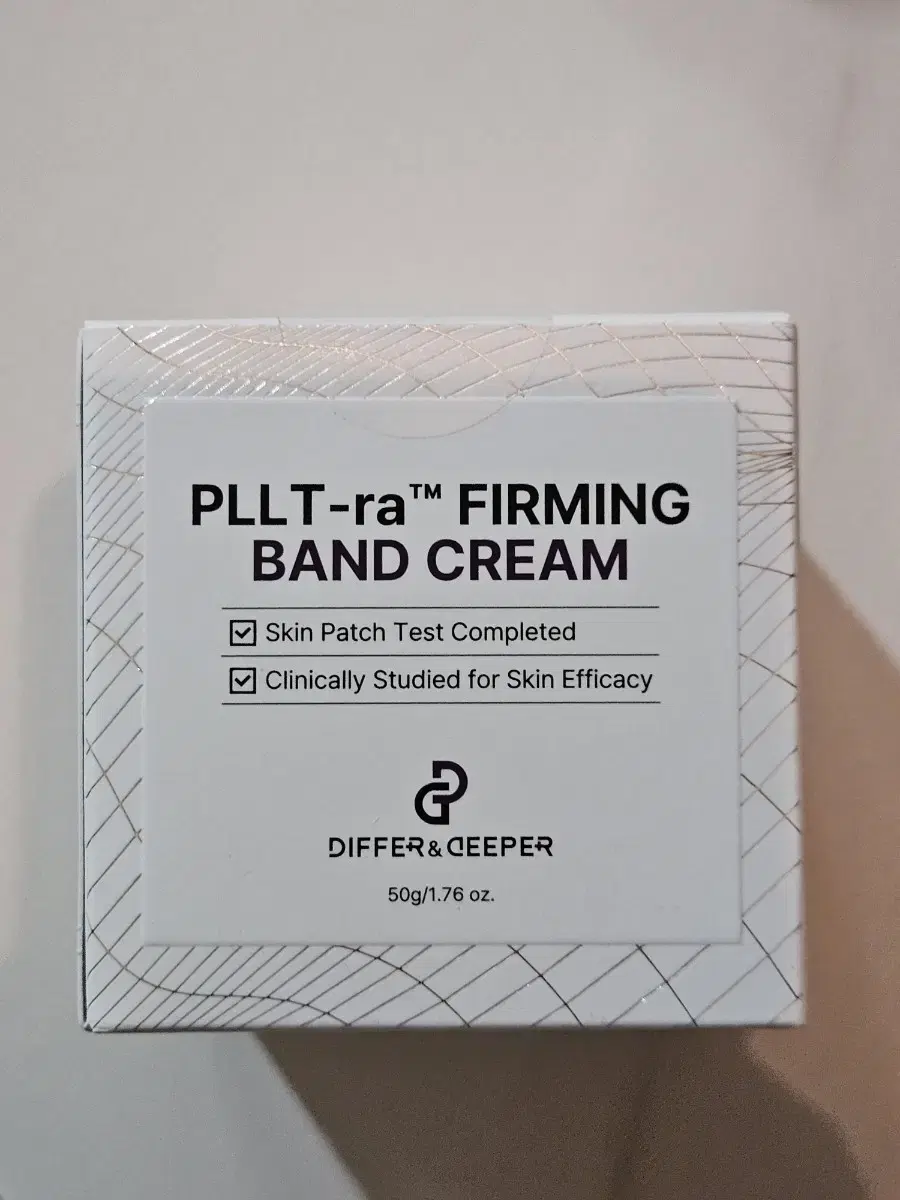 PLLT-ra™ FIRMING
BAND CREAM
Skin Patch Test Completed
Clinically Studied for Skin Efficacy
DIFFER&DEEPER
50g/1.76 oz.